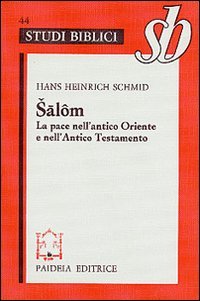 44
STUDI BIBLICI
sb
HANS HEINRICH SCHMID
Šālôm
La pace nell'antico Oriente
e nell'Antico Testamento
PAIDEIA EDITRICE